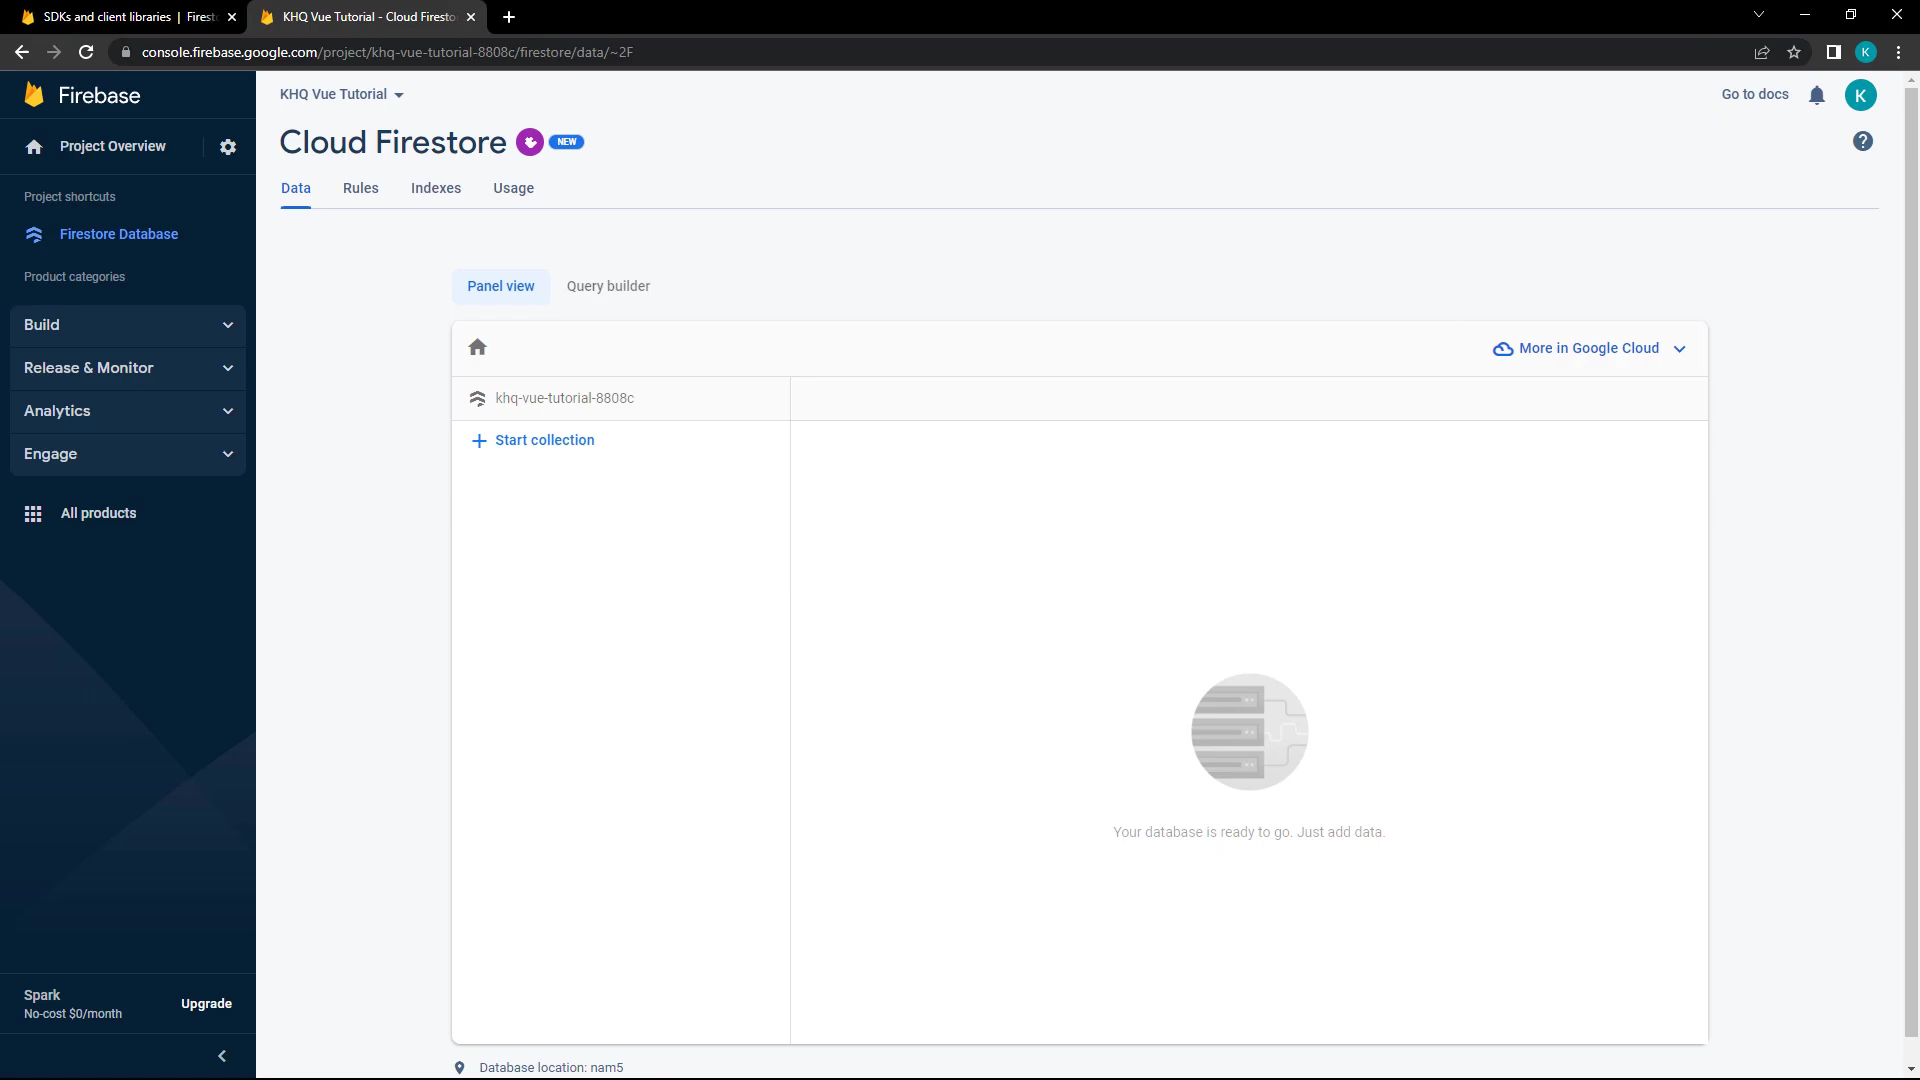 SDKs and client libraries | Firest
KHQ Vue Tutorial - Cloud Firesto
console.firebase.google.com/project/khq-vue-tutorial-8808c/firestore/data/~2F
K
Firebase
KHQ Vue Tutorial
Go to docs
K
Cloud Firestore
NEW
?
Project Overview
Data
Rules
Indexes
Usage
Project shortcuts
Firestore Database
Product categories
Panel view
Query builder
Build
More in Google Cloud
Release & Monitor
khq-vue-tutorial-8808c
Analytics
Start collection
Engage
All products
Your database is ready to go. Just add data.
Spark
No-cost $0/month
Upgrade
Database location: nam5